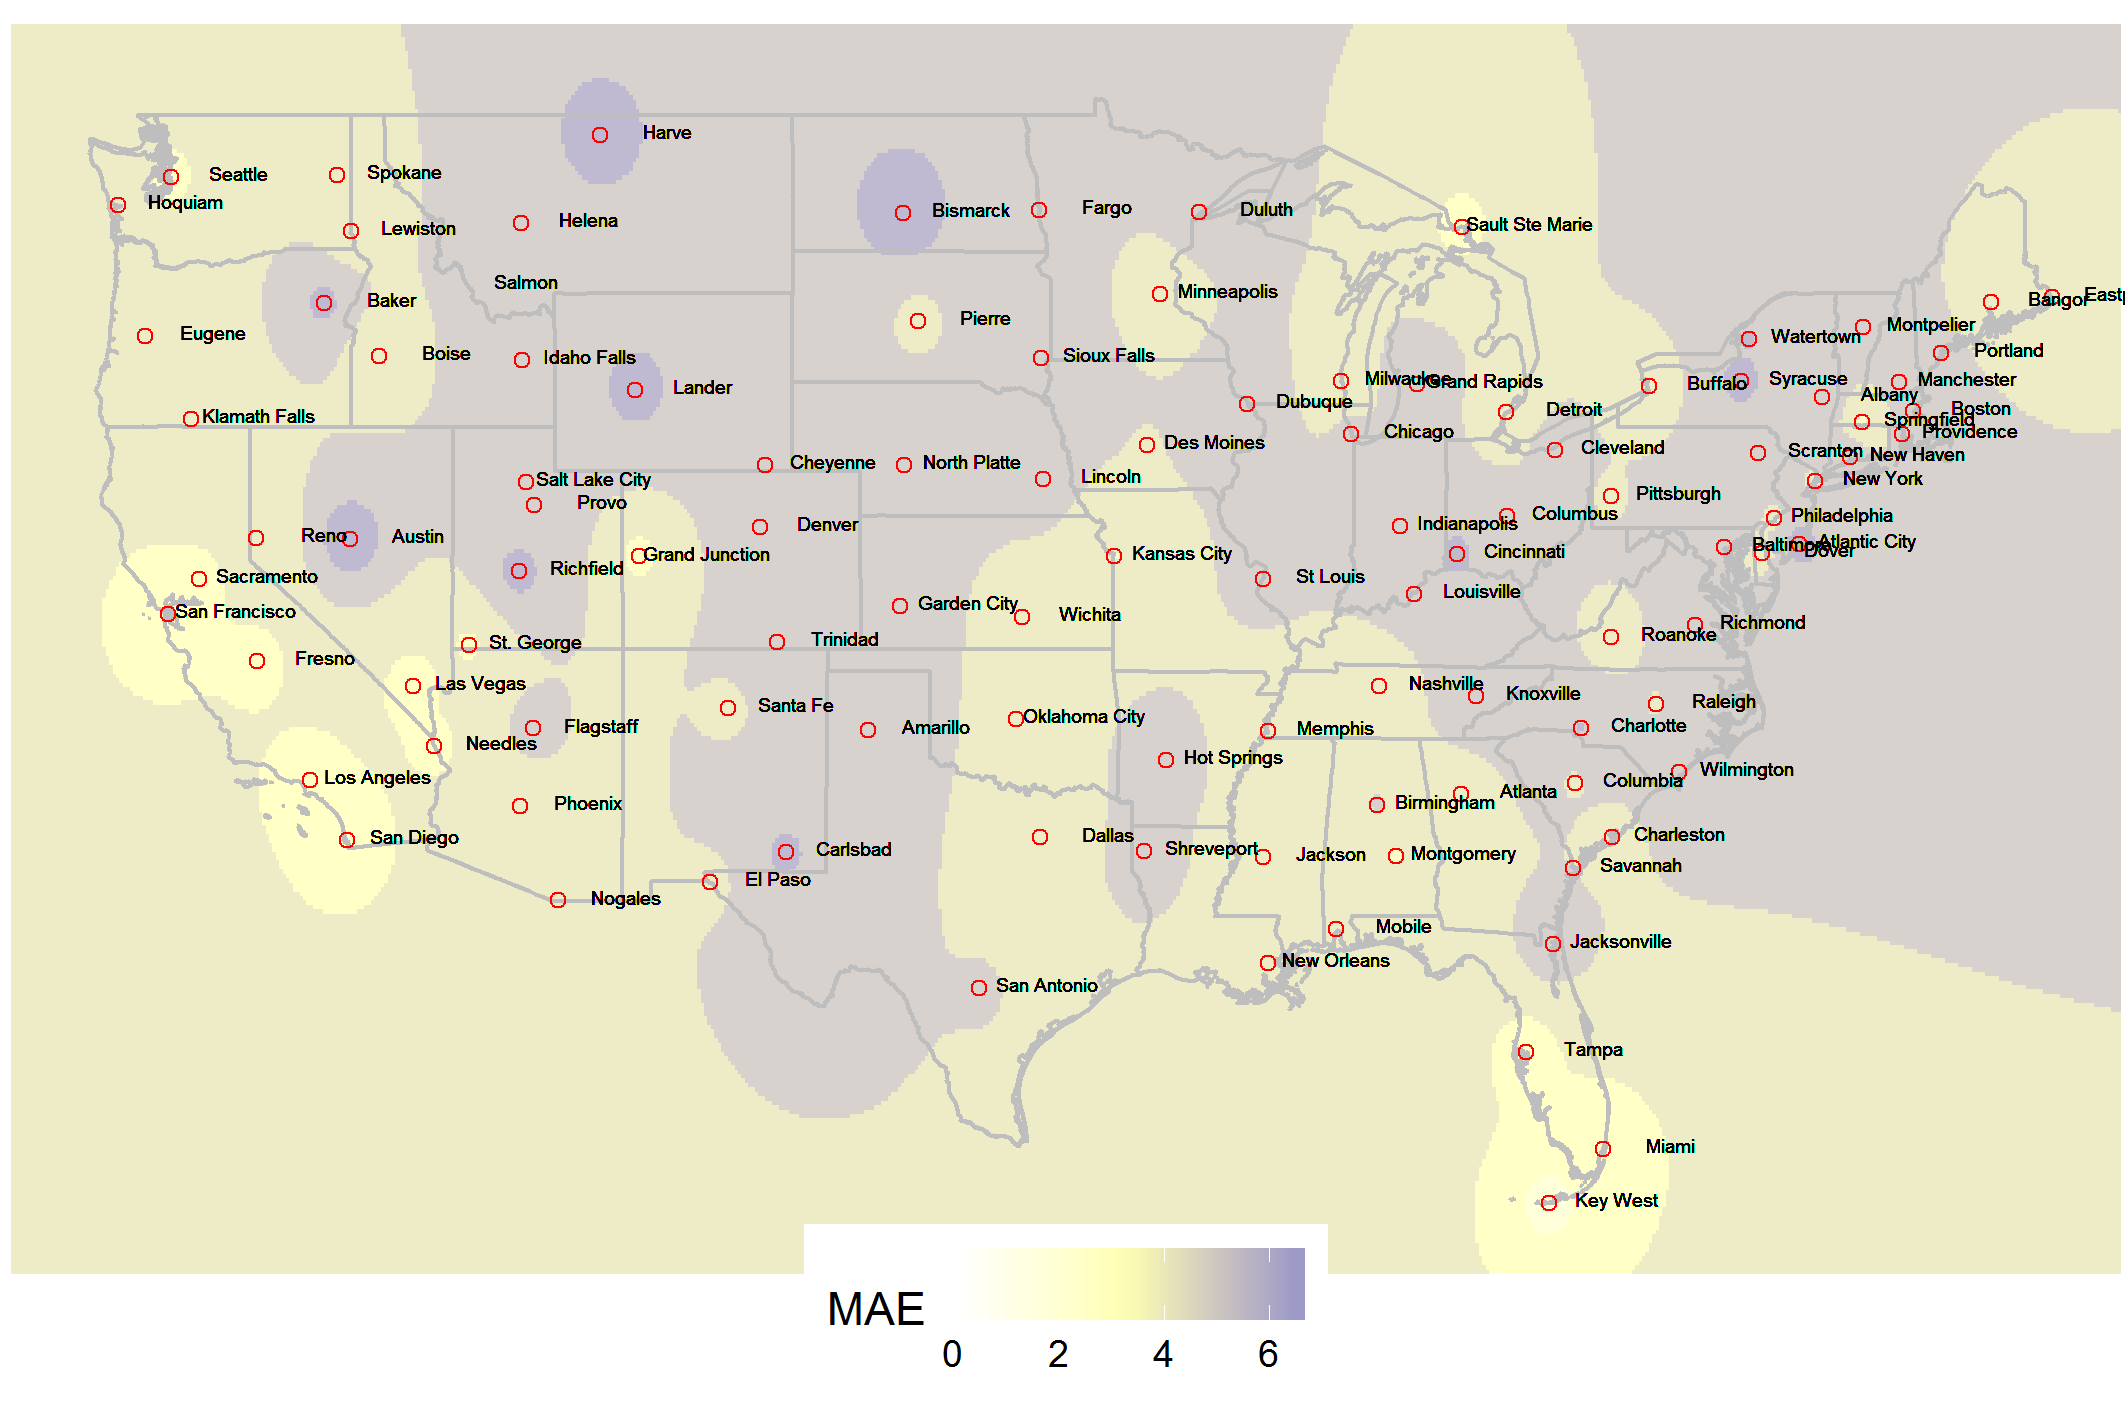 Harve
Seattle
Spokane
Hoquiam
Bismarck
Fargo
Duluth
Helena
Lewiston
Sault Ste Marie
Salmon
Minneapolis
Baker
Bangor
Eastp
Pierre
Eugene
Montpelier
Watertown
Portland
Boise
Idaho Falls
Sioux Falls
Milwaukee
Grand Rapids
Buffalo
Syracuse
Manchester
Lander
Albany
Dubuque
Detroit
Boston
Klamath Falls
Springfield
Chicago
Providence
Des Moines
Cleveland
Scranton
New Haven
Cheyenne
North Platte
Salt Lake City
Lincoln
New York
Provo
Pittsburgh
Columbus
Philadelphia
Denver
Indianapolis
Reno
Austin
Atlantic City
Baltimore
Dover
Grand Junction
Kansas City
Cincinnati
Richfield
Sacramento
St Louis
Louisville
San Francisco
Garden City
Wichita
Richmond
Roanoke
St. George
Trinidad
Fresno
Las Vegas
Nashville
Knoxville
Santa Fe
Raleigh
Oklahoma City
Flagstaff
Amarillo
Memphis
Charlotte
Needles
Hot Springs
Wilmington
Los Angeles
Columbia
Phoenix
Birmingham
Atlanta
San Diego
Dallas
Charleston
Carlsbad
Shreveport
Jackson
Montgomery
El Paso
Savannah
Nogales
Mobile
Jacksonville
New Orleans
San Antonio
Tampa
Miami
Key West
MAE
0 2 4 6